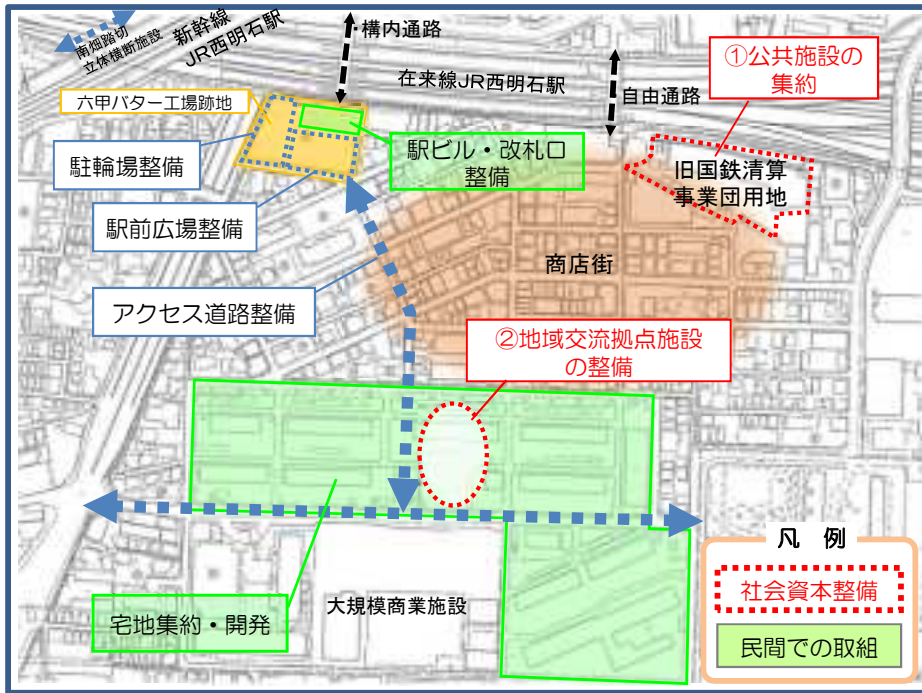 南畑踏切
立体横断施設
新幹線
JR西明石駅
構内通路
在来線JR西明石駅
自由通路
①公共施設の
集約
六甲バター工場跡地
駐輪場整備
駅ビル・改札口
整備
旧国鉄清算
事業団用地
駅前広場整備
商店街
アクセス道路整備
②地域交流拠点施設
の整備
宅地集約・開発
大規模商業施設
凡 例
社会資本整備
民間での取組